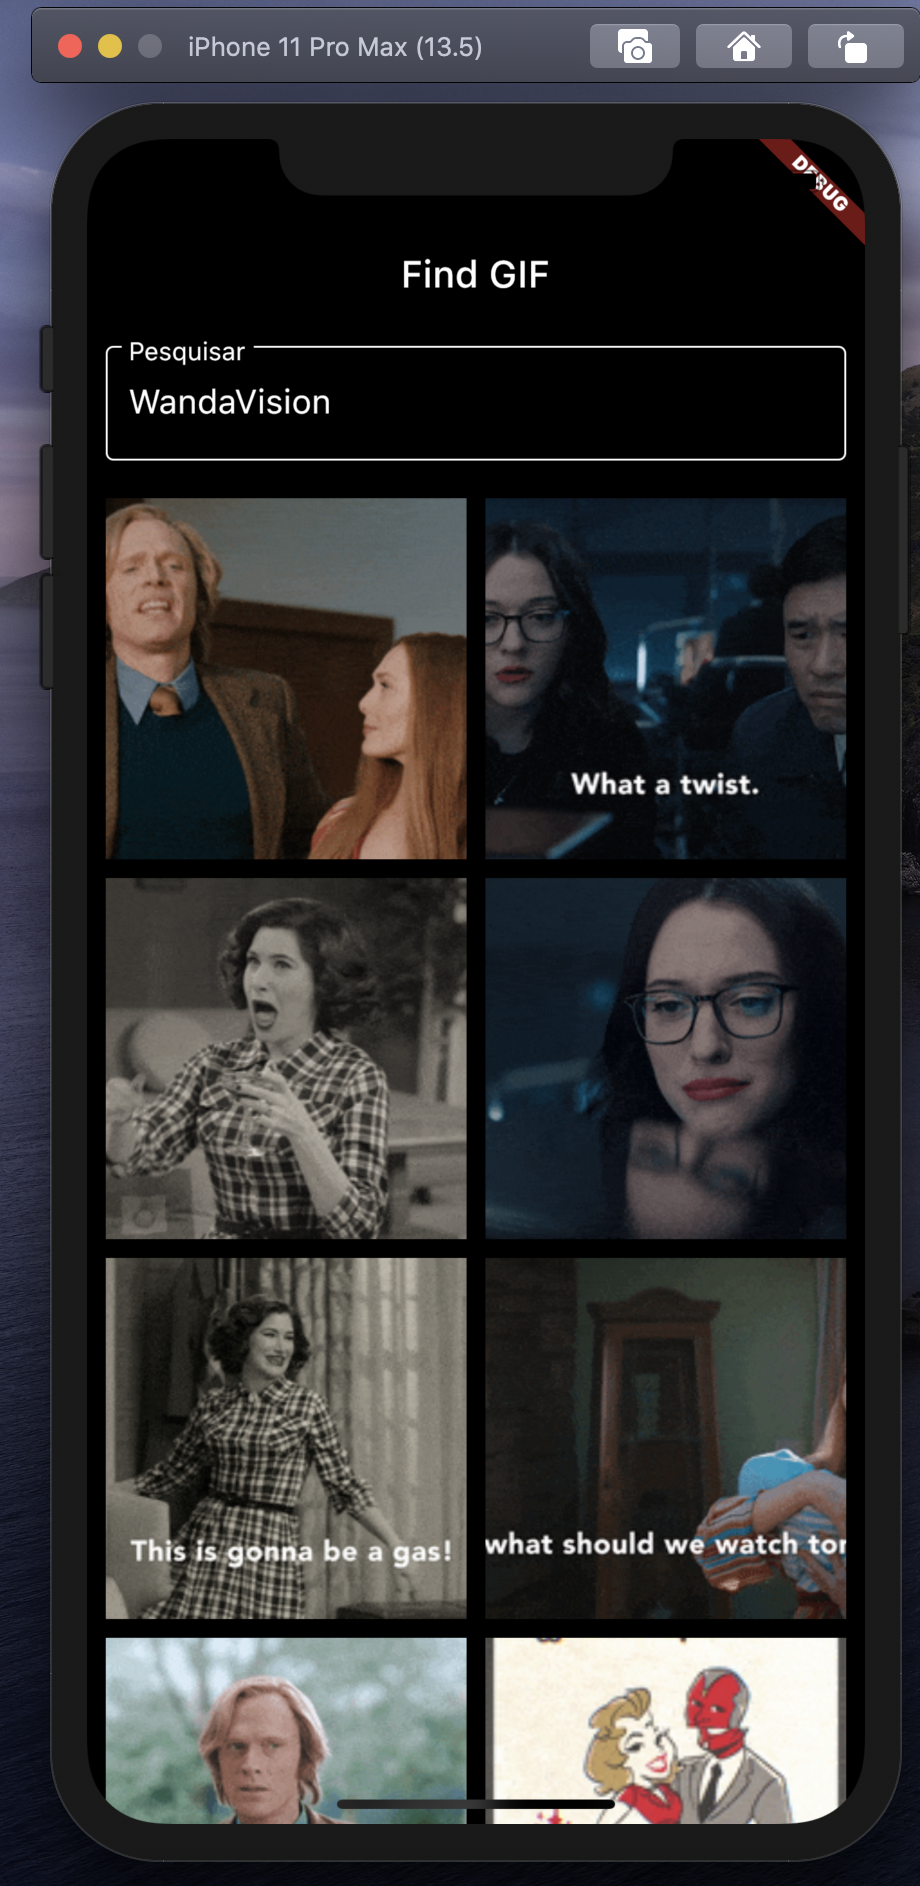 iPhone 11 Pro Max (13.5)
DEBUG
Find GIF
Pesquisar
WandaVision
What a twist.
This is gonna be a gas!
what should we watch